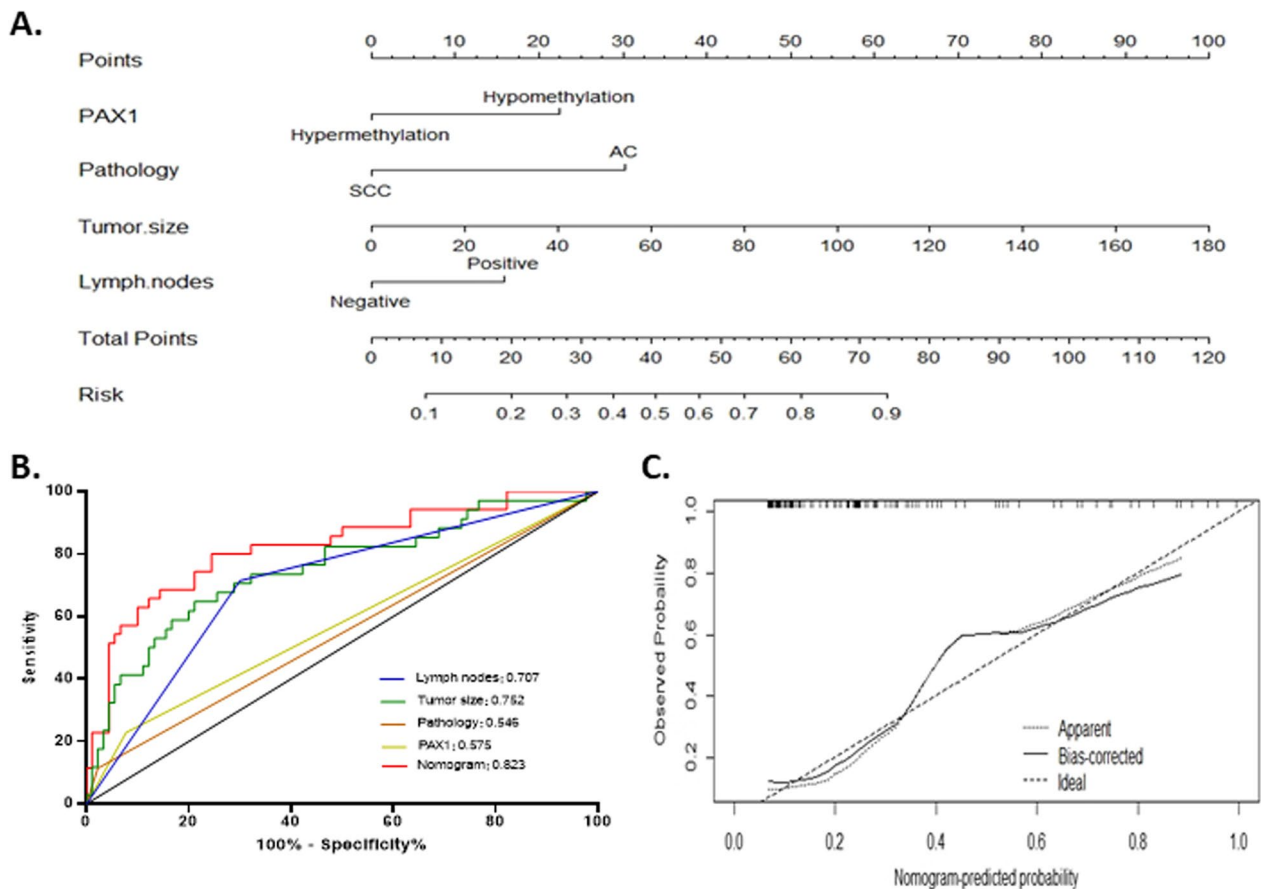 A.
0 10 20 30 40 50 60 70 80 90 100
Points
Hypomethylation
PAX1
Hypermethylation
AC
Pathology
SCC
Tumor.size
0 20 40 60 80 100 120 140 160 180
Positive
Lymph.nodes
Negative
Total Points
0 10 20 30 40 50 60 70 80 90 100 110 120
Risk
0.1 0.2 0.3 0.4 0.5 0.6 0.7 0.8 0.9
B.
100
80
60
40
20
0
Sensitivity
Lymph nodes: 0.707
Tumor size: 0.752
Pathology: 0.546
PAX1: 0.575
Nomogram: 0.823
0 20 40 60 80 100
100% - Specificity%
C.
1.0
0.8
0.6
0.4
0.2
Observed Probaility
Apparent
Bias-corrected
Ideal
0.0 0.2 0.4 0.6 0.8 1.0
Nomogram-predicted probability